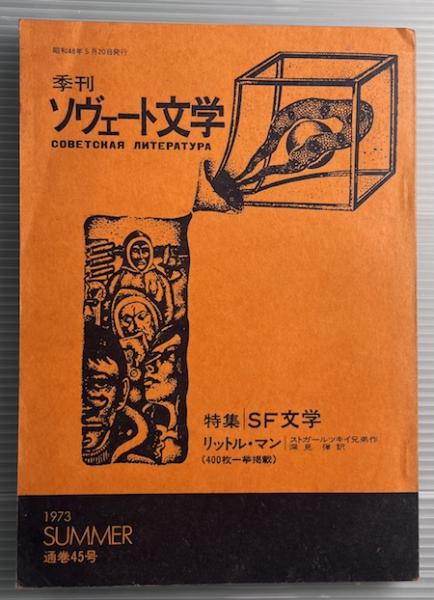 昭和48年5月20日発行
季刊
ソヴェート文学
СОВЕТСКАЯ ЛИТЕРАТУРА
特集 SF文学
リットル・マン ストガールツキイ兄弟作
深見 弾訳
(400枚一挙掲載)
1973
SUMMER
通巻45号